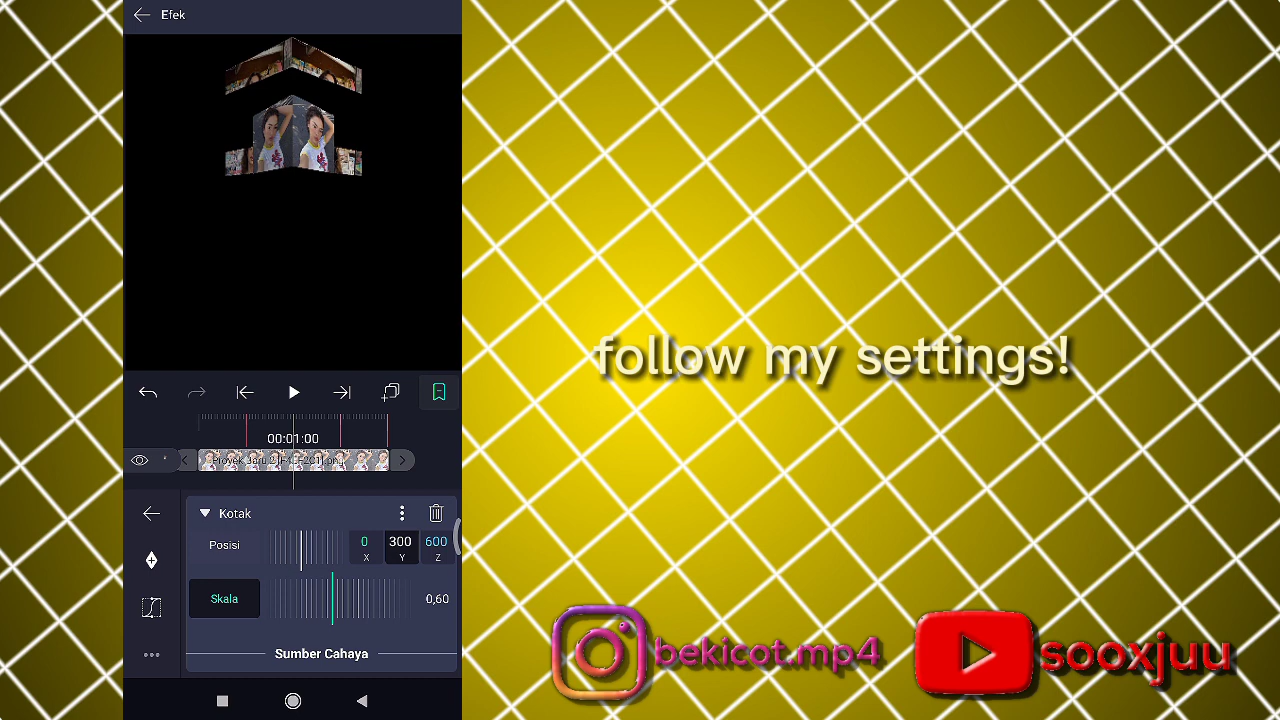 Efek
00:01:00
Kotak
Posisi
0
X
300
Y
600
Z
Skala
0,60
Sumber Cahaya
follow my settings!
bekicot.mp4
sooxjuu